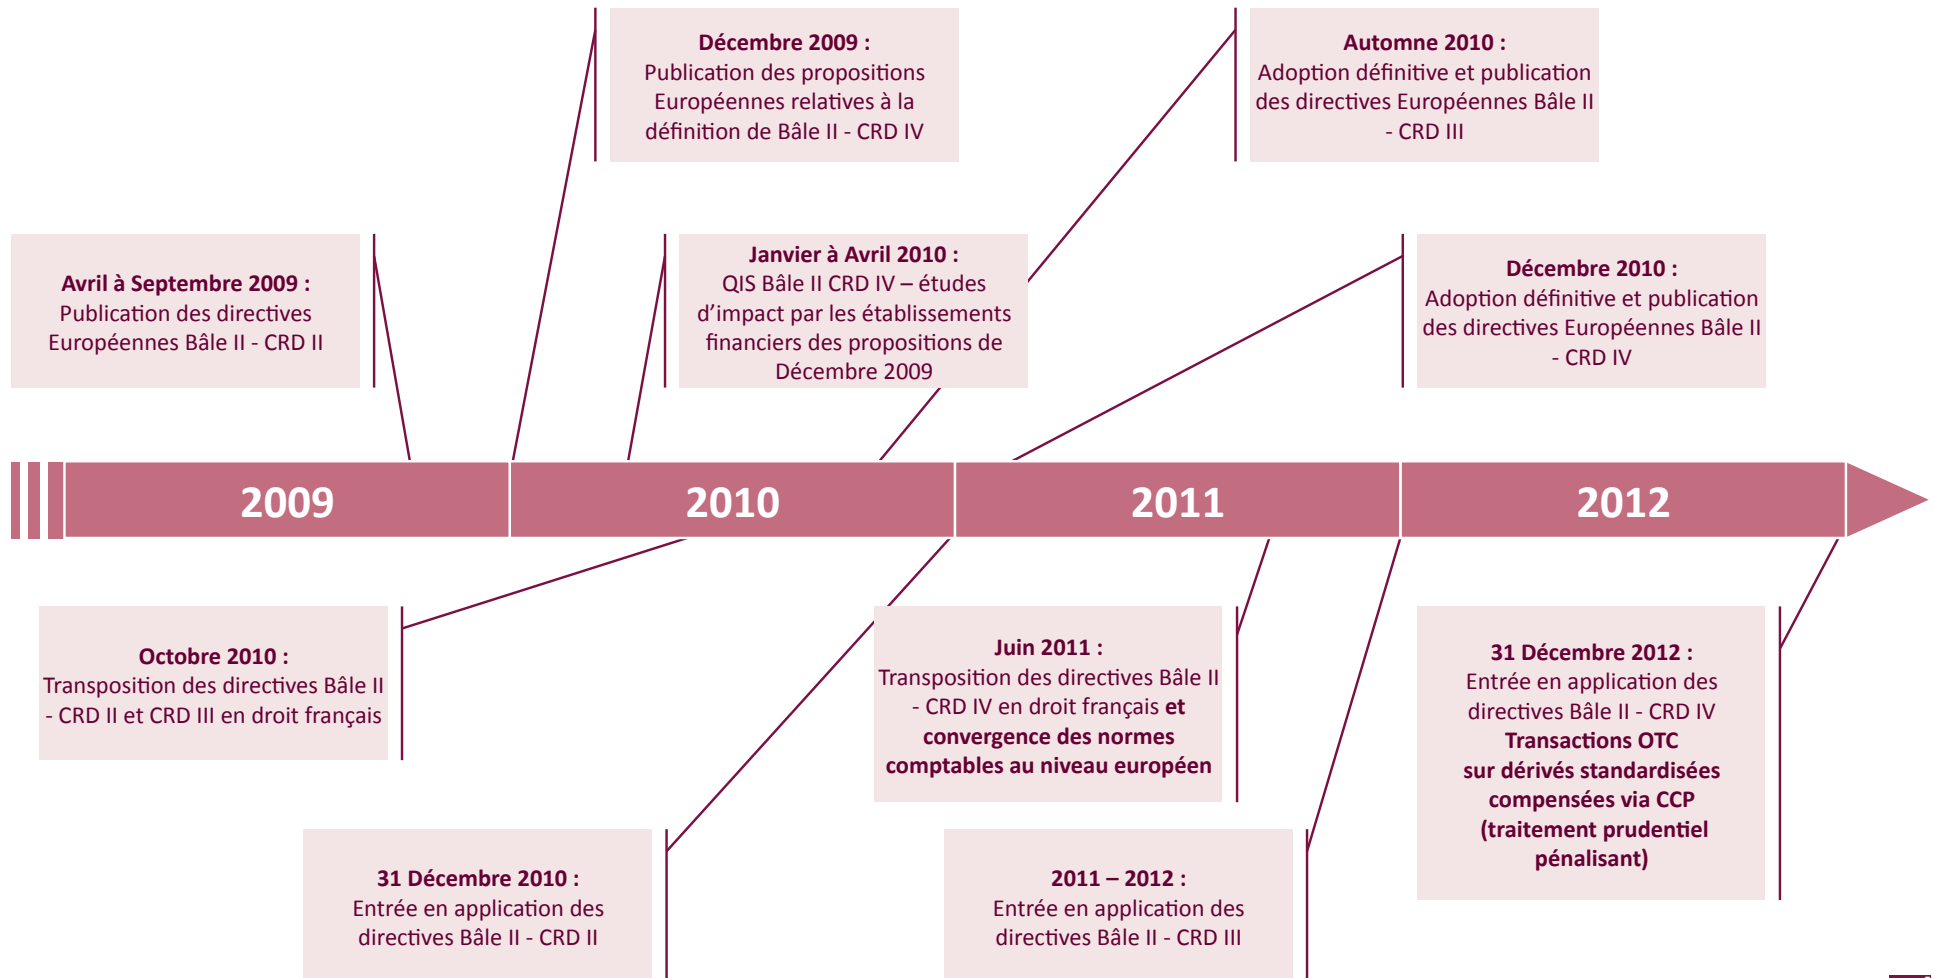 Décembre 2009 :
Publication des propositions
Européennes relatives à la
définition de Bâle II - CRD IV
Automne 2010 :
Adoption définitive et publication
des directives Européennes Bâle II
- CRD III
Avril à Septembre 2009 :
Publication des directives
Européennes Bâle II - CRD II
Janvier à Avril 2010 :
QIS Bâle II CRD IV – études
d’impact par les établissements
financiers des propositions de
Décembre 2009
Décembre 2010 :
Adoption définitive et publication
des directives Européennes Bâle II
- CRD IV
2009
2010
2011
2012
Octobre 2010 :
Transposition des directives Bâle II
- CRD II et CRD III en droit français
Juin 2011 :
Transposition des directives Bâle II
- CRD IV en droit français et
convergence des normes
comptables au niveau européen
31 Décembre 2012 :
Entrée en application des
directives Bâle II - CRD IV
Transactions OTC
sur dérivés standardisées
compensées via CCP
(traitement prudentiel
pénalisant)
31 Décembre 2010 :
Entrée en application des
directives Bâle II - CRD II
2011 – 2012 :
Entrée en application des
directives Bâle II - CRD III